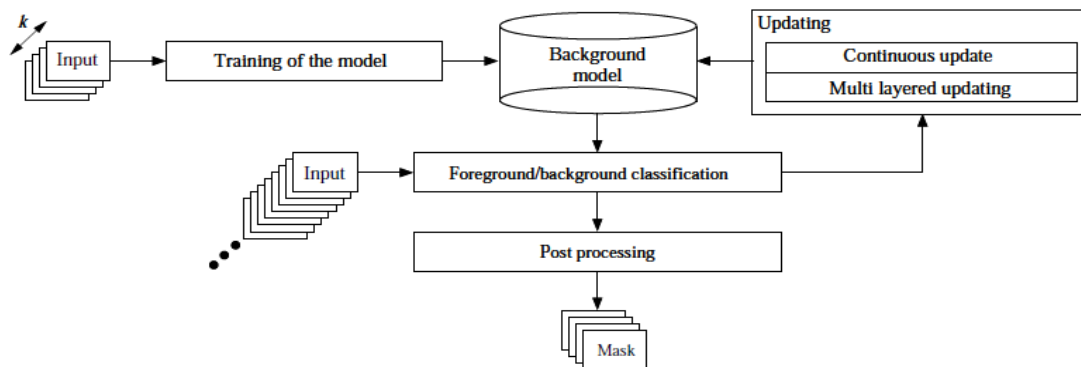 k
Input
Training of the model
Background
model
Updating
Continuous update
Multi layered updating
Input
Foreground/background classification
Post processing
Mask